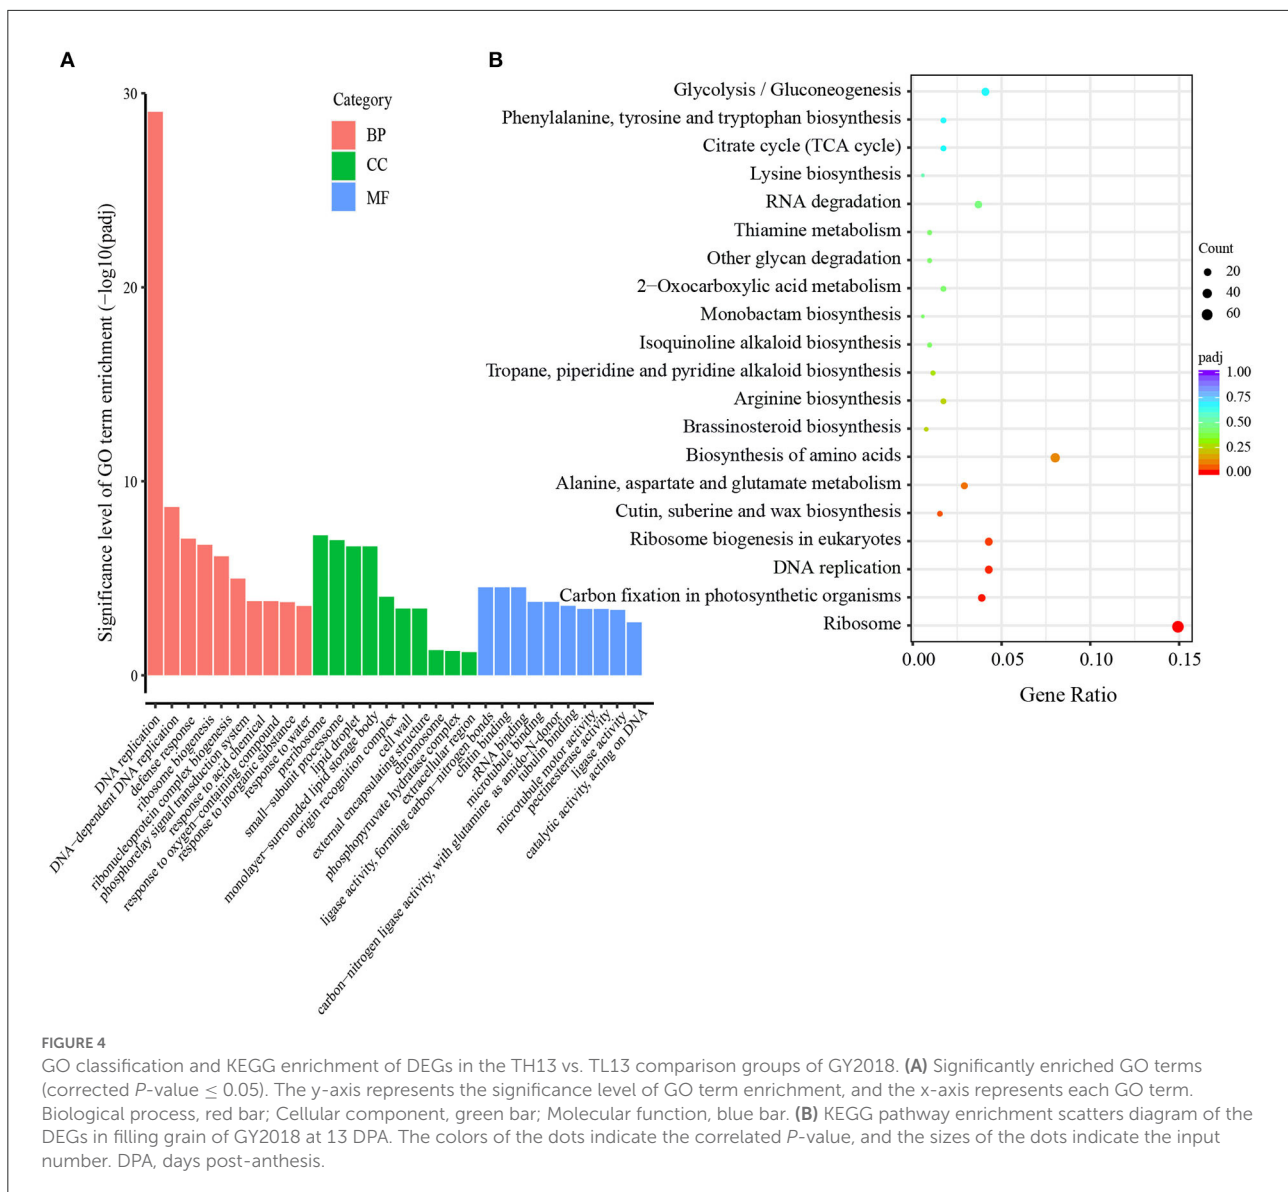 A
Significance level of GO term enrichment (−log10(padj)
30
20
10
0
Category
BP
CC
MF
DNA replication
DNA−dependent DNA replication
defense response
ribosome biogenesis
ribonucleoprotein complex biogenesis
phosphorelay signal transduction system
response to acid chemical
response to oxygen−containing compound
response to inorganic substance
response to water
preribosome
small−subunit processome
lipid droplet
monolayer−surrounded lipid storage body
origin recognition complex
cell wall
external encapsulating structure
chromosome
phosphopyruvate hydratase complex
extracellular region
ligase activity, forming carbon−nitrogen bonds
chitin binding
rRNA binding
microtubule binding
carbon−nitrogen ligase activity, with glutamine as amido−N−donor
tubulin binding
microtubule motor activity
pectinesterase activity
ligase activity
catalytic activity, acting on DNA
B
Glycolysis / Gluconeogenesis
Phenylalanine, tyrosine and tryptophan biosynthesis
Citrate cycle (TCA cycle)
Lysine biosynthesis
RNA degradation
Thiamine metabolism
Other glycan degradation
2−Oxocarboxylic acid metabolism
Monobactam biosynthesis
Isoquinoline alkaloid biosynthesis
Tropane, piperidine and pyridine alkaloid biosynthesis
Arginine biosynthesis
Brassinosteroid biosynthesis
Biosynthesis of amino acids
Alanine, aspartate and glutamate metabolism
Cutin, suberine and wax biosynthesis
Ribosome biogenesis in eukaryotes
DNA replication
Carbon fixation in photosynthetic organisms
Ribosome
0.00 0.05 0.10 0.15
Gene Ratio
Count
20
40
60
padj
1.00
0.75
0.50
0.25
0.00
FIGURE 4
GO classification and KEGG enrichment of DEGs in the TH13 vs. TL13 comparison groups of GY2018. (A) Significantly enriched GO terms
(corrected P-value ≤ 0.05). The y-axis represents the significance level of GO term enrichment, and the x-axis represents each GO term.
Biological process, red bar; Cellular component, green bar; Molecular function, blue bar. (B) KEGG pathway enrichment scatters diagram of the
DEGs in filling grain of GY2018 at 13 DPA. The colors of the dots indicate the correlated P-value, and the sizes of the dots indicate the input
number. DPA, days post-anthesis.